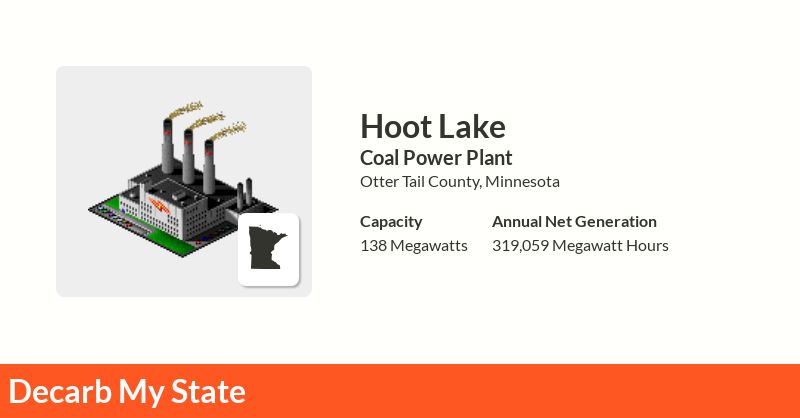 Hoot Lake
Coal Power Plant
Otter Tail County, Minnesota
Capacity
138 Megawatts
Annual Net Generation
319,059 Megawatt Hours
Decarb My State